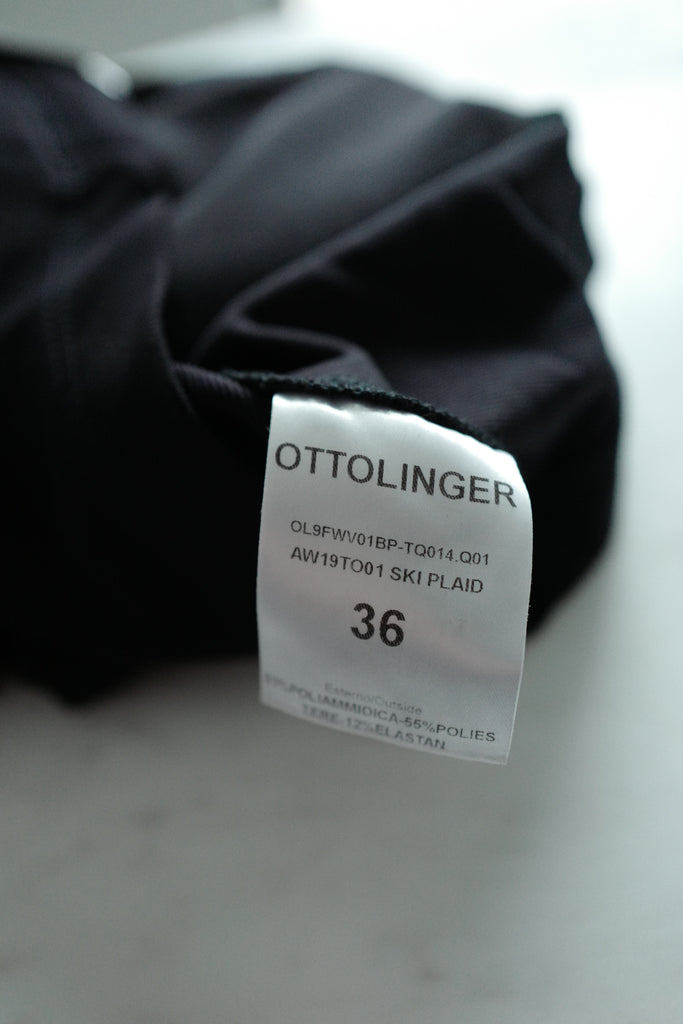 OTTOLINGER
OL9FWV01BP-TQ014.Q01
AW19TO01 SKI PLAID
36
Esterno/Outside
POLIAMMIDICA-55%POLIES
TERE-12%ELASTAN